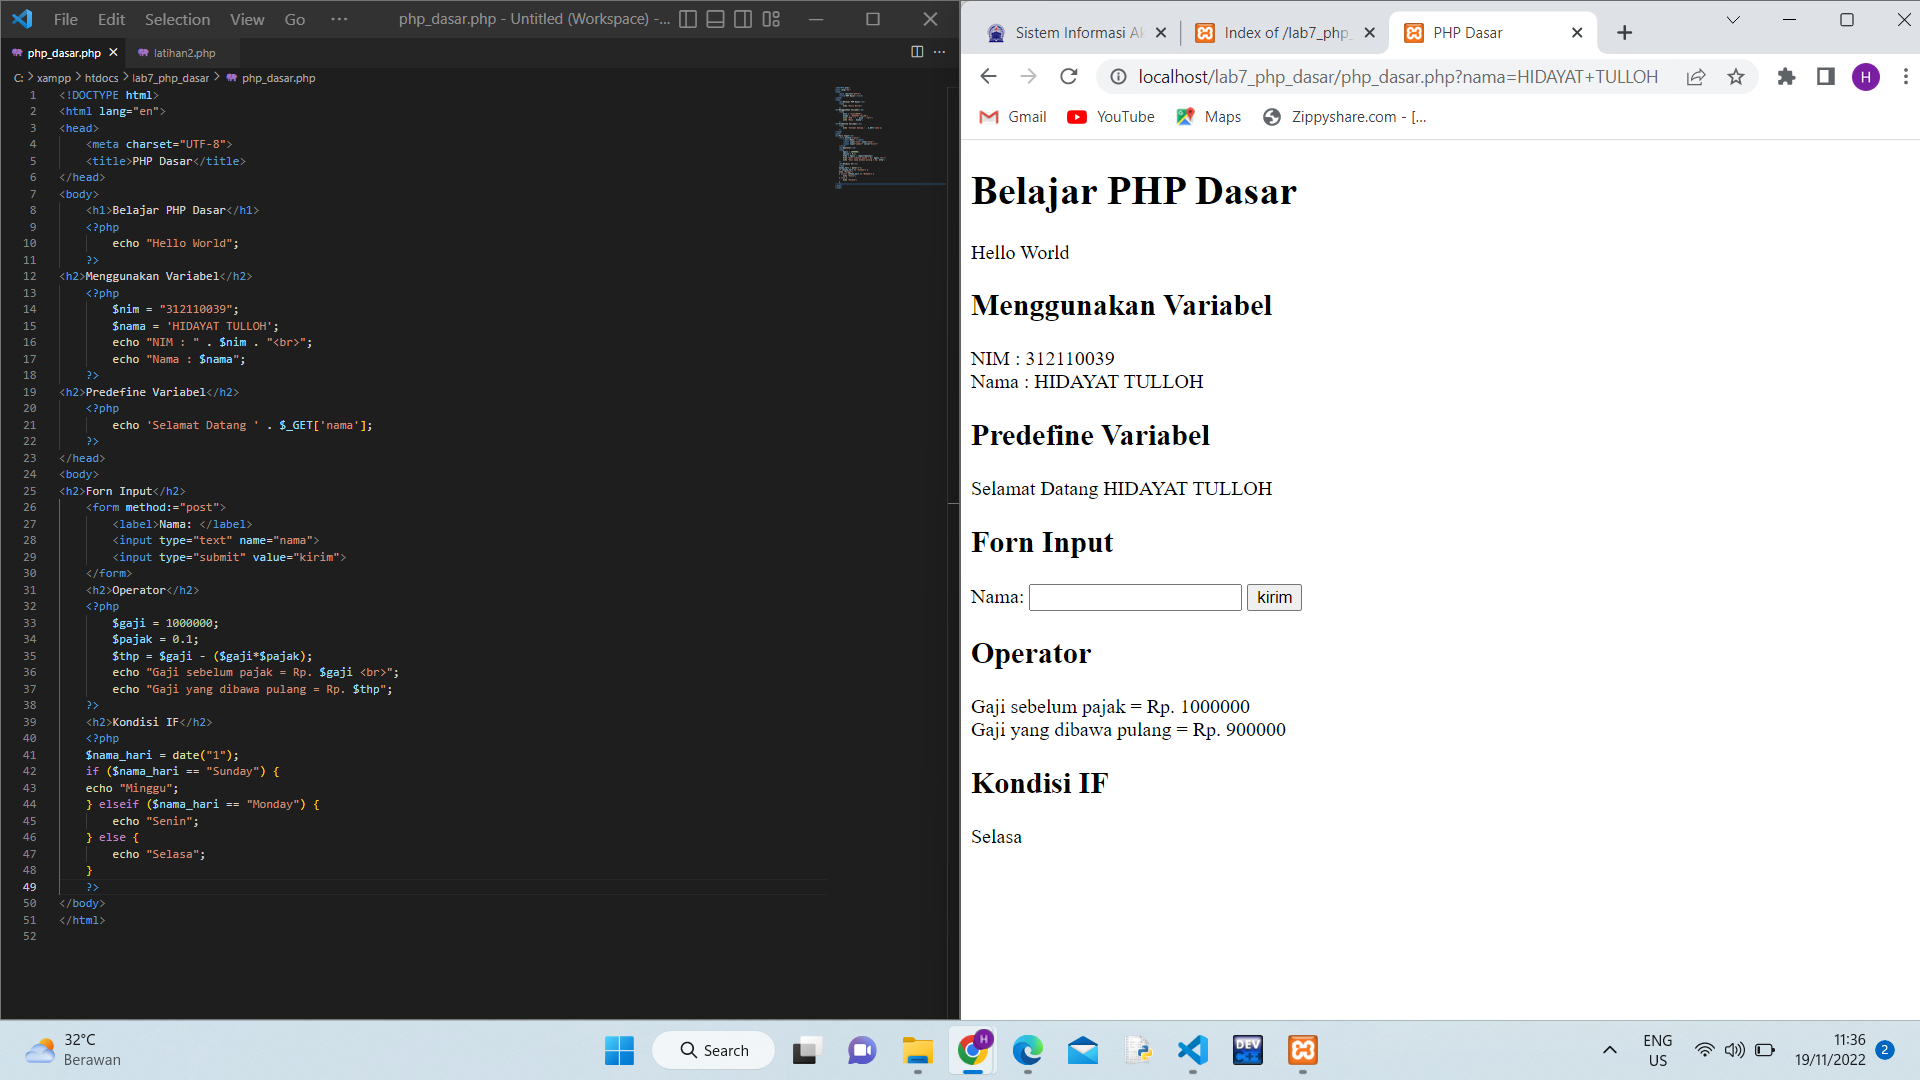 File Edit Selection View Go ··· php_dasar.php - Untitled (Workspace) -...
php_dasar.php latihan2.php
C: > xampp > htdocs > lab7_php_dasar > php_dasar.php
1 <!DOCTYPE html>
2 <html lang="en">
3 <head>
4 <meta charset="UTF-8">
5 <title>PHP Dasar</title>
6 </head>
7 <body>
8 <h1>Belajar PHP Dasar</h1>
9 <?php
10 echo "Hello World";
11 ?>
12 <h2>Menggunakan Variabel</h2>
13 <?php
14 $nim = "312110039";
15 $nama = 'HIDAYAT TULLOH';
16 echo "NIM : " . $nim . "<br>";
17 echo "Nama : $nama";
18 ?>
19 <h2>Predefine Variabel</h2>
20 <?php
21 echo 'Selamat Datang ' . $_GET['nama'];
22 ?>
23 </head>
24 <body>
25 <h2>Forn Input</h2>
26 <form method:="post">
27 <label>Nama: </label>
28 <input type="text" name="nama">
29 <input type="submit" value="kirim">
30 </form>
31 <h2>Operator</h2>
32 <?php
33 $gaji = 1000000;
34 $pajak = 0.1;
35 $thp = $gaji - ($gaji*$pajak);
36 echo "Gaji sebelum pajak = Rp. $gaji <br>";
37 echo "Gaji yang dibawa pulang = Rp. $thp";
38 ?>
39 <h2>Kondisi IF</h2>
40 <?php
41 $nama_hari = date("1");
42 if ($nama_hari == "Sunday") {
43 echo "Minggu";
44 } elseif ($nama_hari == "Monday") {
45 echo "Senin";
46 } else {
47 echo "Selasa";
48 }
49 ?>
50 </body>
51 </html>
52
Sistem Informasi Ak Index of /lab7_php_ PHP Dasar
localhost/lab7_php_dasar/php_dasar.php?nama=HIDAYAT+TULLOH H
Gmail YouTube Maps Zippyshare.com - [...
Belajar PHP Dasar
Hello World
Menggunakan Variabel
NIM : 312110039
Nama : HIDAYAT TULLOH
Predefine Variabel
Selamat Datang HIDAYAT TULLOH
Forn Input
Nama: kirim
Operator
Gaji sebelum pajak = Rp. 1000000
Gaji yang dibawa pulang = Rp. 900000
Kondisi IF
Selasa
32°C
Berawan
Search
H
DEV
C++
ENG
US
11:36
19/11/2022
2